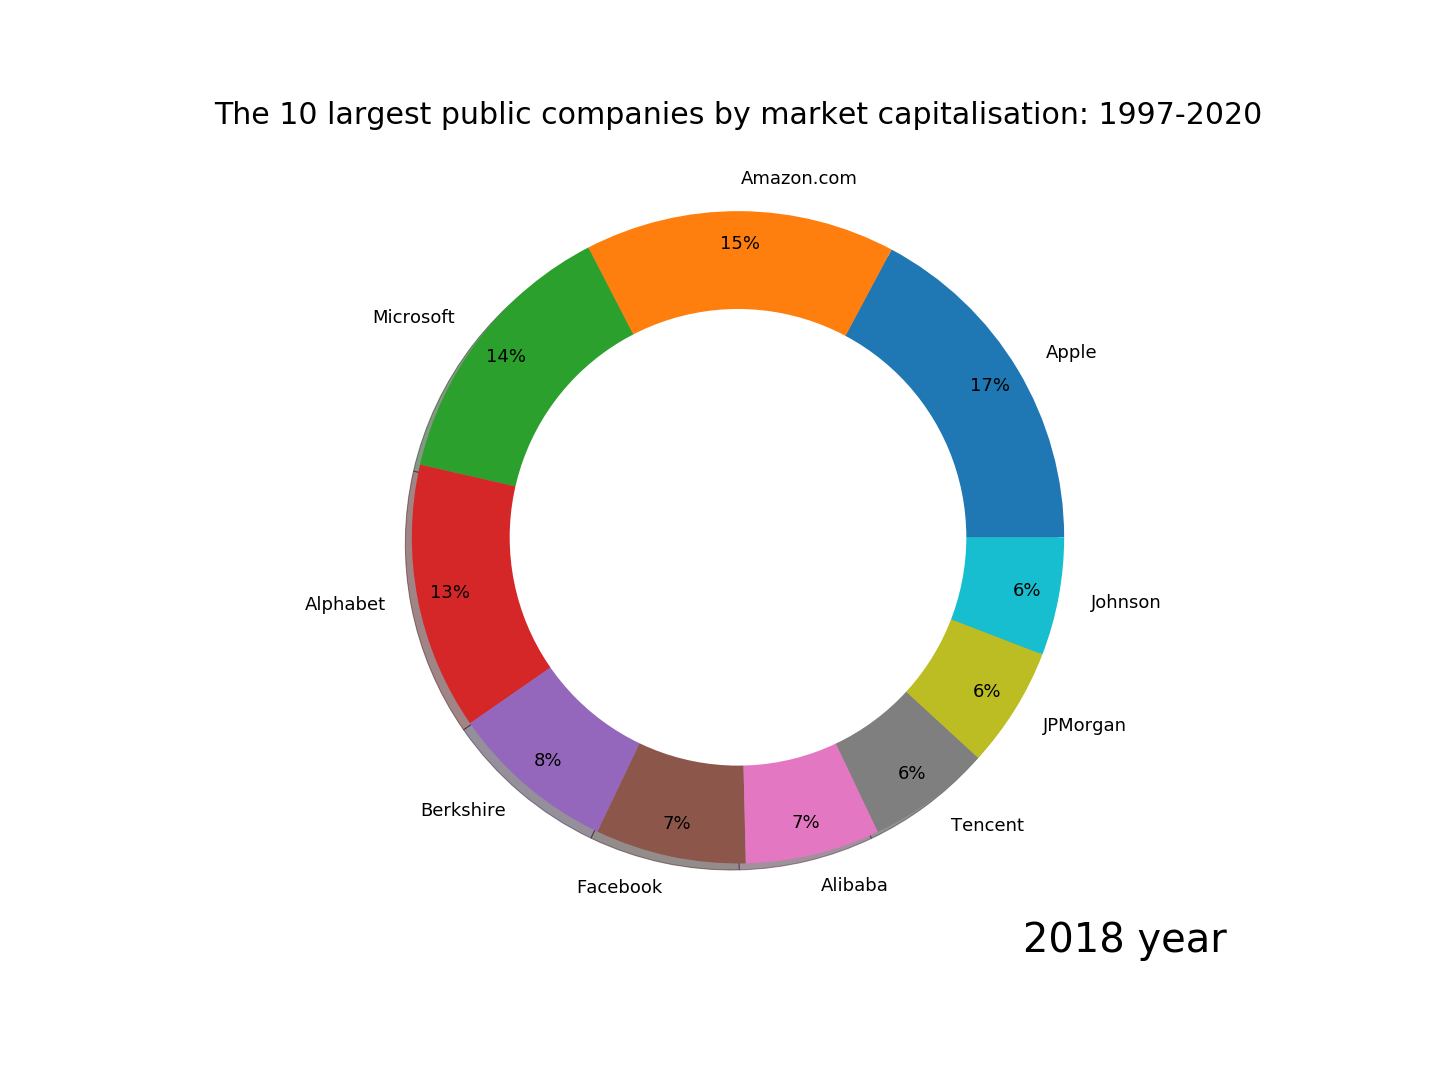 The 10 largest public companies by market capitalisation: 1997-2020
Amazon.com
15%
Microsoft
14%
Apple
17%
Alphabet
13%
6%
Johnson
6%
JPMorgan
8%
Berkshire
7%
Facebook
7%
Alibaba
6%
Tencent
2018 year